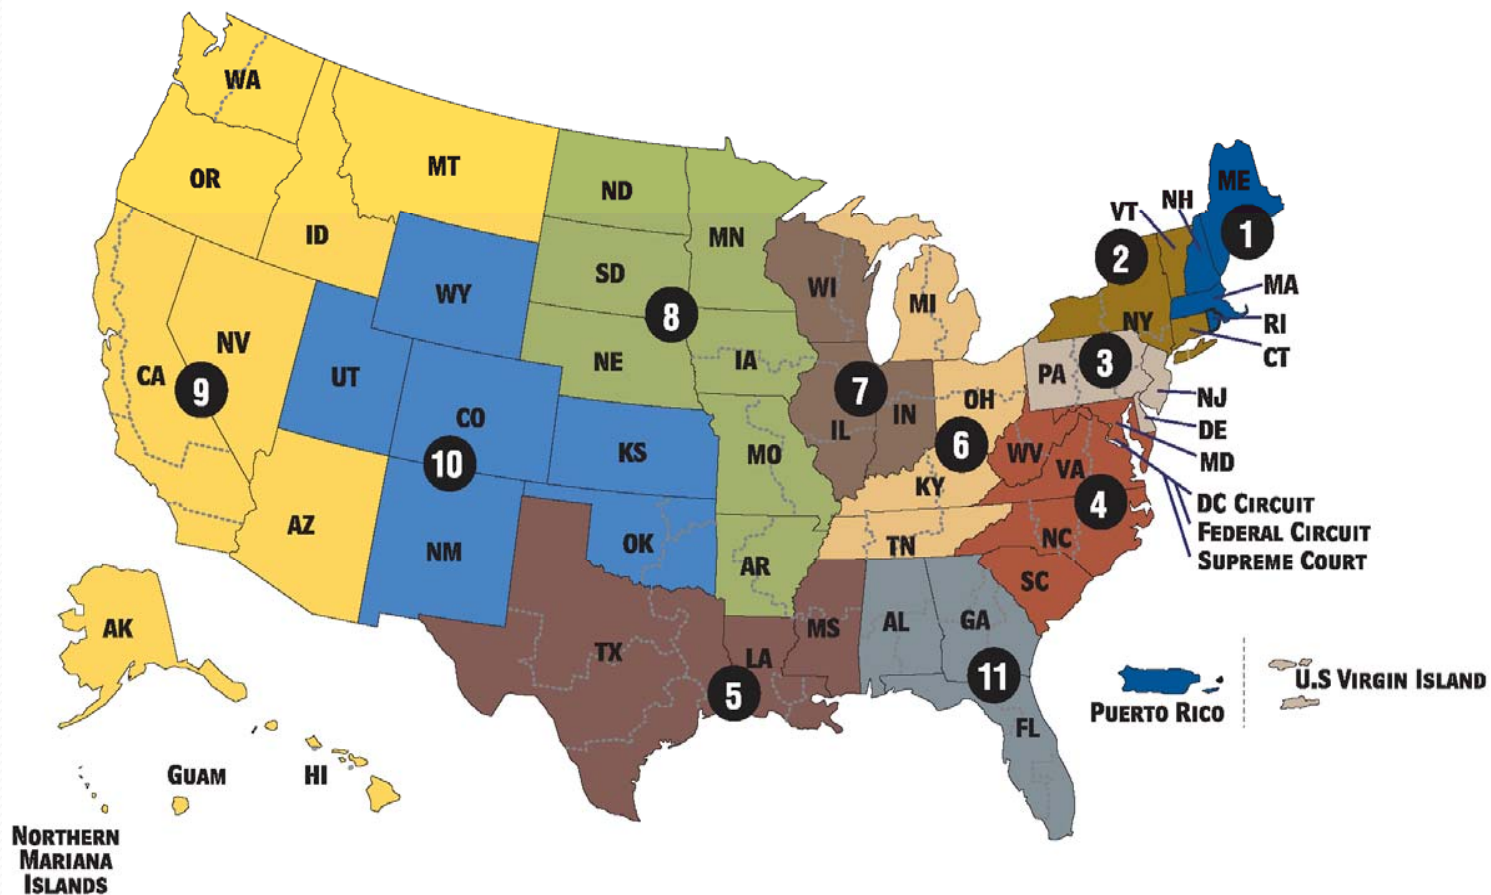 WA
OR
MT
ID
ND
MN
SD
WY
NE
IA
WI
MI
VT
NH
ME
1
2
MA
RI
CT
NY
3
PA
NJ
DE
MD
8
NV
CA
9
UT
CO
10
KS
MO
7
IL
IN
OH
6
KY
WV
VA
4
DC CIRCUIT
FEDERAL CIRCUIT
SUPREME COURT
AZ
NM
OK
AR
TN
NC
SC
AK
TX
LA
5
MS
AL
GA
11
FL
PUERTO RICO
U.S VIRGIN ISLAND
GUAM
HI
NORTHERN
MARIANA
ISLANDS